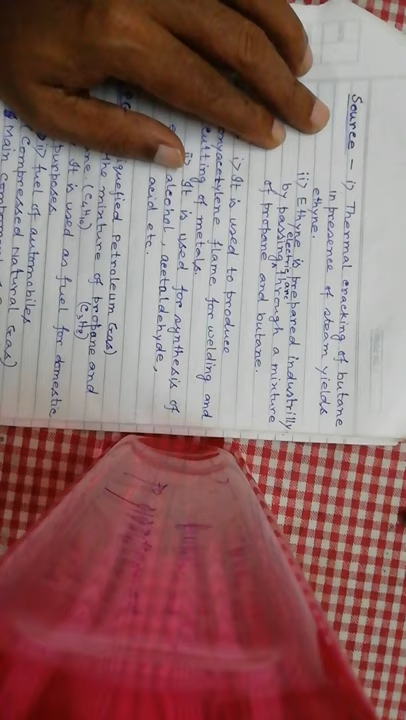 Source - i) Thermal cracking of butane
in presence of steam yields
ethyne.
ii) Ethyne is prepared industrilly
by passing electric arc through a mixture
of propane and butane.
i) It is used to produce
oxyacetylene flame for welding and
cutting of metals.
ii) It is used for synthesis of
alcohol, acetaldehyde,
acid etc.
Liquefied Petroleum Gas)
the mixture of propane and (C3H8)
(C4H10)
It is used as fuel for domestic
purposes
ii) fuel of automobiles
Compressed Natural Gas)
Main